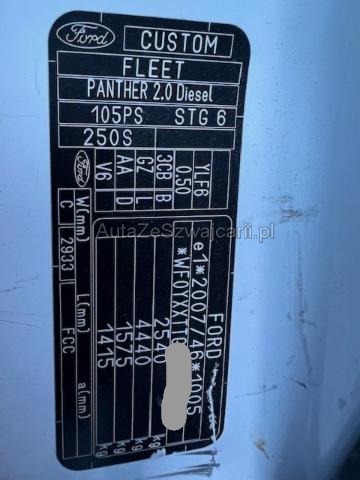 Ford
CUSTOM
FLEET
PANTHER 2.0 Diesel
105PS STG 6
250S
YLF6 0.50
3CB B
GZ L
AA D
V6
Ford
FORD
e1*2007/46*1005
*WF0YXXTT
2540 kg
4440 kg
1575 kg
1415 kg
W(mm) L(mm) a(mm)
C 2933 FCC
AutaZeSzwajcarii.pl